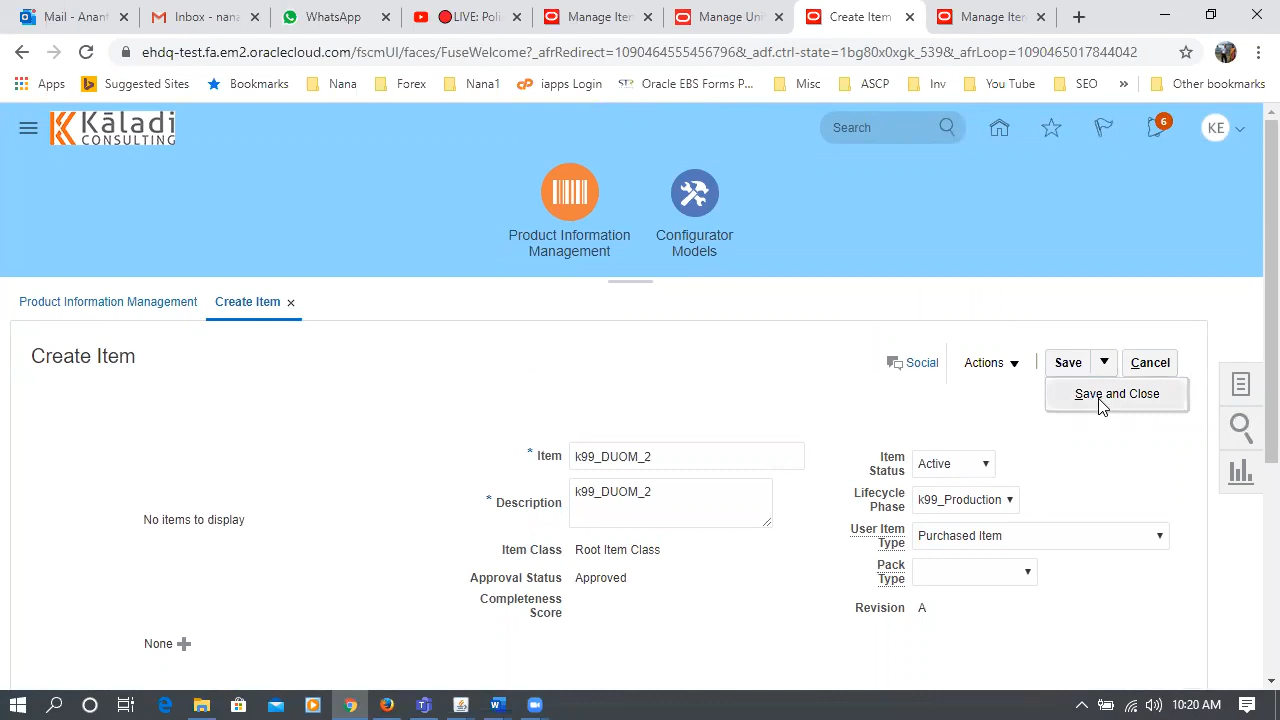 Mail - Anant
Inbox - nana
WhatsApp
LIVE: Poli
Manage Iten
Manage Uni
Create Item
Manage Iten
ehdq-test.fa.em2.oraclecloud.com/fscmUI/faces/FuseWelcome?_afrRedirect=1090464555456796&_adf.ctrl-state=1bg80x0xgk_539&_afrLoop=1090465017844042
Apps
Suggested Sites
Bookmarks
Nana
Forex
Nana1
iapps Login
Oracle EBS Forms P...
Misc
ASCP
Inv
You Tube
SEO
»
Other bookmarks
Kāladi
CONSULTING
Search
6
KE
Product Information
Management
Configurator
Models
Product Information Management
Create Item
Create Item
Social
Actions
Save
Cancel
Save and Close
* Item k99_DUOM_2
* Description k99_DUOM_2
Item Class Root Item Class
Approval Status Approved
Completeness
Score
No items to display
None
Item
Status Active
Lifecycle
Phase k99_Production
User Item
Type Purchased Item
Pack
Type
Revision A
10:20 AM